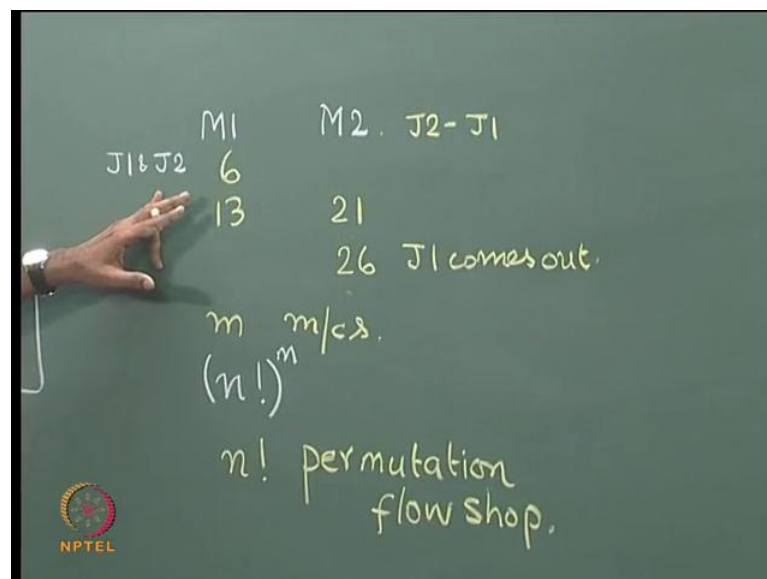 M1 M2. J2-J1
J1 & J2 6
13 21
26 J1 comes out.
m m/cs.
(n!)^m
n! permutation
flow shop.
NPTEL